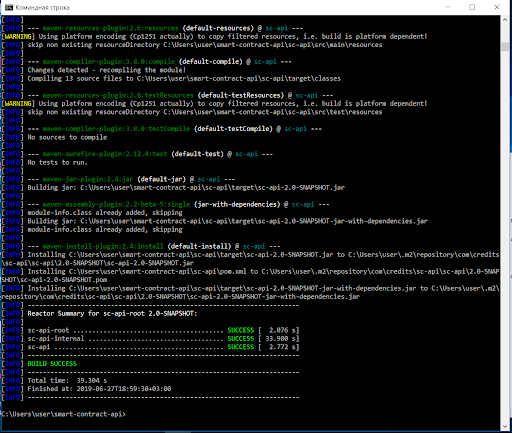 Командная строка
[INFO] --- maven-resources-plugin:2.6:resources (default-resources) @ sc-api ---
[WARNING] Using platform encoding (Cp1251 actually) to copy filtered resources, i.e. build is platform dependent!
[INFO] skip non existing resourceDirectory C:\Users\user\smart-contract-api\sc-api\src\main\resources
[INFO]
[INFO] --- maven-compiler-plugin:3.8.0:compile (default-compile) @ sc-api ---
[INFO] Changes detected - recompiling the module!
[INFO] Compiling 13 source files to C:\Users\user\smart-contract-api\sc-api\target\classes
[INFO]
[INFO] --- maven-resources-plugin:2.6:testResources (default-testResources) @ sc-api ---
[WARNING] Using platform encoding (Cp1251 actually) to copy filtered resources, i.e. build is platform dependent!
[INFO] skip non existing resourceDirectory C:\Users\user\smart-contract-api\sc-api\src\test\resources
[INFO]
[INFO] --- maven-compiler-plugin:3.8.0:testCompile (default-testCompile) @ sc-api ---
[INFO] No sources to compile
[INFO]
[INFO] --- maven-surefire-plugin:2.12.4:test (default-test) @ sc-api ---
[INFO] No tests to run.
[INFO]
[INFO] --- maven-jar-plugin:2.4:jar (default-jar) @ sc-api ---
[INFO] Building jar: C:\Users\user\smart-contract-api\sc-api\target\sc-api-2.0-SNAPSHOT.jar
[INFO]
[INFO] --- maven-assembly-plugin:2.2-beta-5:single (jar-with-dependencies) @ sc-api ---
[INFO] module-info.class already added, skipping
[INFO] Building jar: C:\Users\user\smart-contract-api\sc-api\target\sc-api-2.0-SNAPSHOT-jar-with-dependencies.jar
[INFO] module-info.class already added, skipping
[INFO]
[INFO] --- maven-install-plugin:2.4:install (default-install) @ sc-api ---
[INFO] Installing C:\Users\user\smart-contract-api\sc-api\target\sc-api-2.0-SNAPSHOT.jar to C:\Users\user\.m2\repository\com\credits
\sc-api\sc-api\2.0-SNAPSHOT\sc-api-2.0-SNAPSHOT.jar
[INFO] Installing C:\Users\user\smart-contract-api\sc-api\pom.xml to C:\Users\user\.m2\repository\com\credits\sc-api\sc-api\2.0-SNAP
SHOT\sc-api-2.0-SNAPSHOT.pom
[INFO] Installing C:\Users\user\smart-contract-api\sc-api\target\sc-api-2.0-SNAPSHOT-jar-with-dependencies.jar to C:\Users\user\.m2\
repository\com\credits\sc-api\sc-api\2.0-SNAPSHOT\sc-api-2.0-SNAPSHOT-jar-with-dependencies.jar
[INFO] ------------------------------------------------------------------------
[INFO] Reactor Summary for sc-api-root 2.0-SNAPSHOT:
[INFO]
[INFO] sc-api-root ........................................ SUCCESS [  2.076 s]
[INFO] sc-api-internal .................................... SUCCESS [ 33.980 s]
[INFO] sc-api ............................................. SUCCESS [  2.772 s]
[INFO] ------------------------------------------------------------------------
[INFO] BUILD SUCCESS
[INFO] ------------------------------------------------------------------------
[INFO] Total time:  39.304 s
[INFO] Finished at: 2019-06-27T18:59:30+03:00
[INFO] ------------------------------------------------------------------------
C:\Users\user\smart-contract-api>